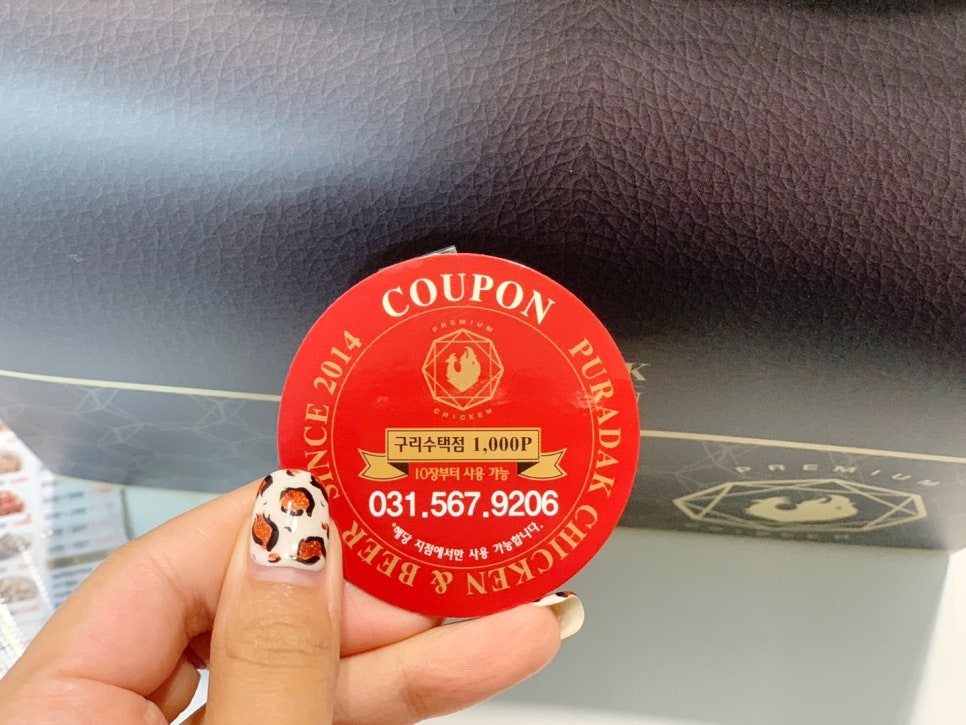 COUPON
SINCE 2014
PURADAK CHICKEN & BEER
PREMIUM
CHICKEN
구리수택점 1,000P
10장부터 사용 가능
031.567.9206
*해당 지점에서만 사용 가능합니다.
K
PREMIUM